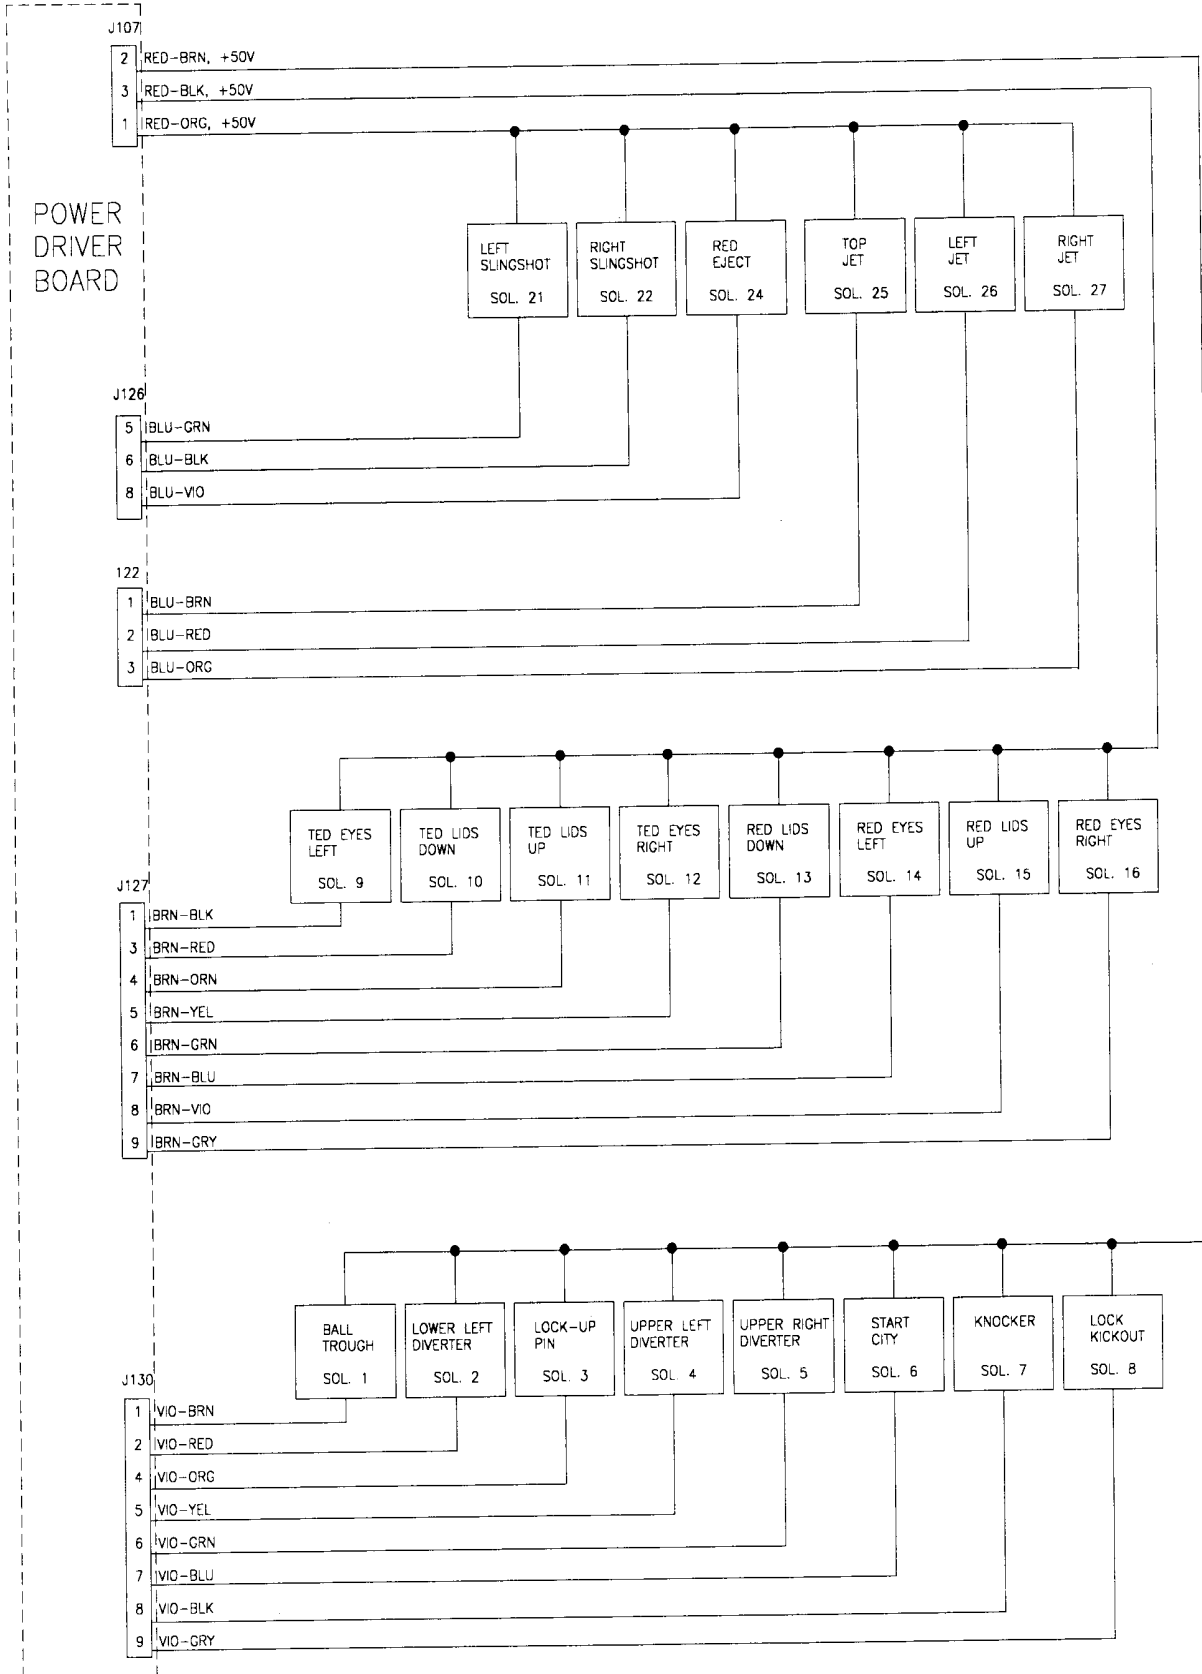 J107
2 RED-BRN, +50V
3 RED-BLK, +50V
1 RED-ORG, +50V
POWER
DRIVER
BOARD
LEFT
SLINGSHOT
SOL. 21
RIGHT
SLINGSHOT
SOL. 22
RED
EJECT
SOL. 24
TOP
JET
SOL. 25
LEFT
JET
SOL. 26
RIGHT
JET
SOL. 27
J126
5 BLU-GRN
6 BLU-BLK
8 BLU-VIO
122
1 BLU-BRN
2 BLU-RED
3 BLU-ORG
TED EYES
LEFT
SOL. 9
TED LIDS
DOWN
SOL. 10
TED LIDS
UP
SOL. 11
TED EYES
RIGHT
SOL. 12
RED LIDS
DOWN
SOL. 13
RED EYES
LEFT
SOL. 14
RED LIDS
UP
SOL. 15
RED EYES
RIGHT
SOL. 16
J127
1 BRN-BLK
3 BRN-RED
4 BRN-ORN
5 BRN-YEL
6 BRN-GRN
7 BRN-BLU
8 BRN-VIO
9 BRN-GRY
BALL
TROUGH
SOL. 1
LOWER LEFT
DIVERTER
SOL. 2
LOCK-UP
PIN
SOL. 3
UPPER LEFT
DIVERTER
SOL. 4
UPPER RIGHT
DIVERTER
SOL. 5
START
CITY
SOL. 6
KNOCKER
SOL. 7
LOCK
KICKOUT
SOL. 8
J130
1 VIO-BRN
2 VIO-RED
4 VIO-ORG
5 VIO-YEL
6 VIO-GRN
7 VIO-BLU
8 VIO-BLK
9 VIO-GRY